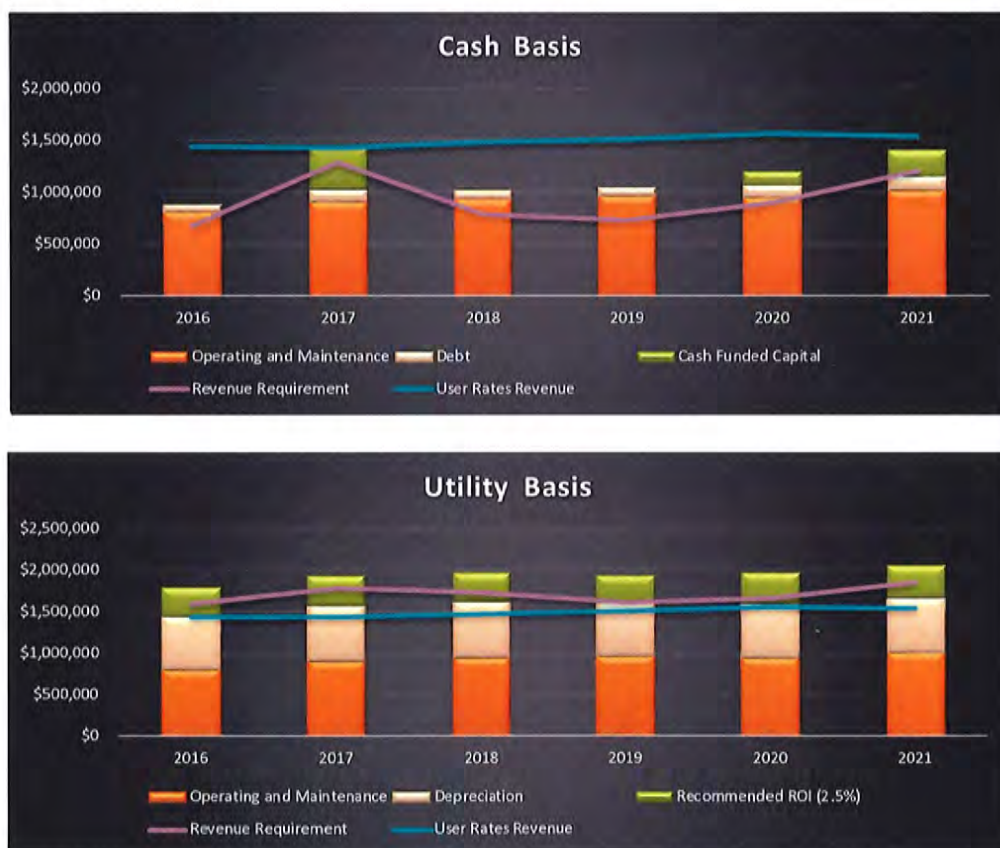 Cash Basis
$2,000,000
$1,500,000
$1,000,000
$500,000
$0
2016 2017 2018 2019 2020 2021
Operating and Maintenance Debt Cash Funded Capital
Revenue Requirement User Rates Revenue
Utility Basis
$2,500,000
$2,000,000
$1,500,000
$1,000,000
$500,000
$0
2016 2017 2018 2019 2020 2021
Operating and Maintenance Depreciation Recommended ROI (2.5%)
Revenue Requirement User Rates Revenue